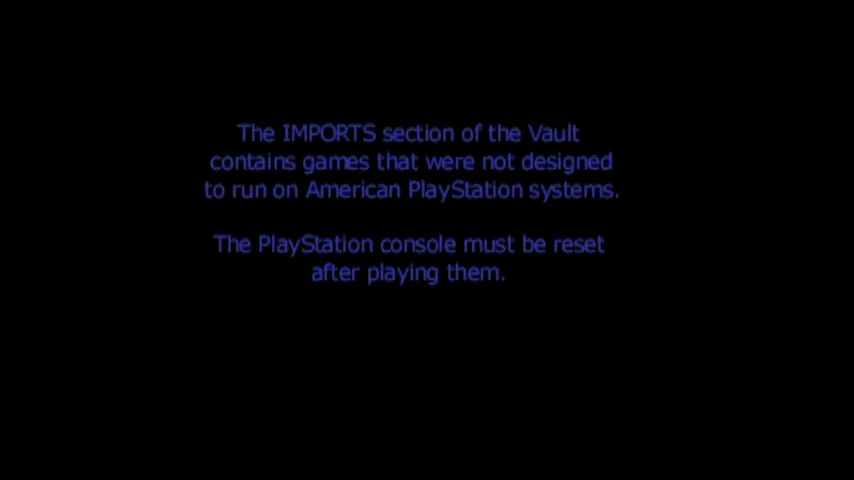 The IMPORTS section of the Vault
contains games that were not designed
to run on American PlayStation systems.
The PlayStation console must be reset
after playing them.